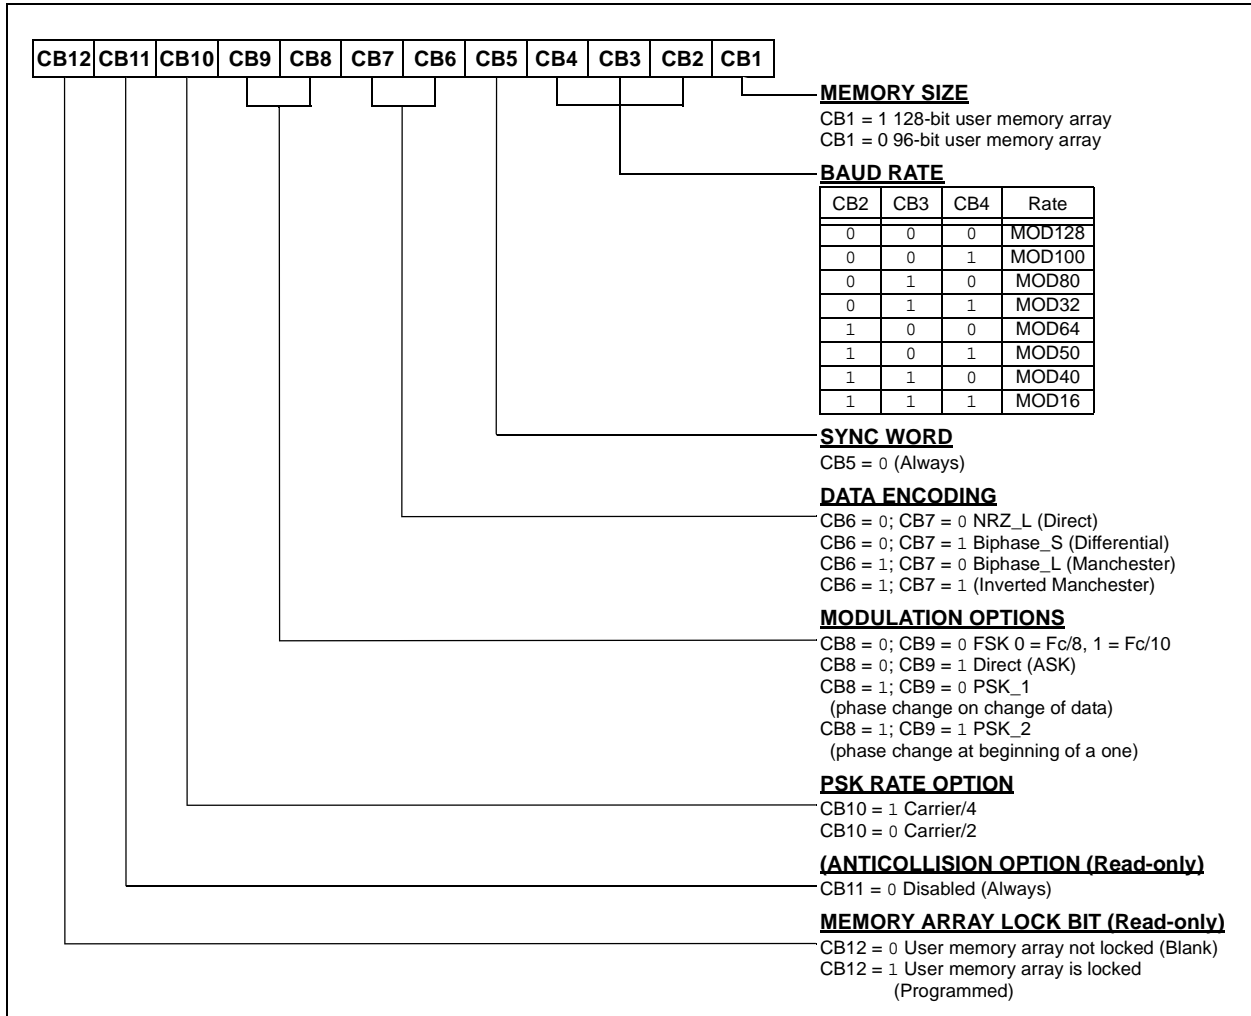 CB12 CB11 CB10 CB9 CB8 CB7 CB6 CB5 CB4 CB3 CB2 CB1
MEMORY SIZE
CB1 = 1 128-bit user memory array
CB1 = 0 96-bit user memory array
BAUD RATE
CB2 CB3 CB4 Rate
0 0 0 MOD128
0 0 1 MOD100
0 1 0 MOD80
0 1 1 MOD32
1 0 0 MOD64
1 0 1 MOD50
1 1 0 MOD40
1 1 1 MOD16
SYNC WORD
CB5 = 0 (Always)
DATA ENCODING
CB6 = 0; CB7 = 0 NRZ_L (Direct)
CB6 = 0; CB7 = 1 Biphase_S (Differential)
CB6 = 1; CB7 = 0 Biphase_L (Manchester)
CB6 = 1; CB7 = 1 (Inverted Manchester)
MODULATION OPTIONS
CB8 = 0; CB9 = 0 FSK 0 = Fc/8, 1 = Fc/10
CB8 = 0; CB9 = 1 Direct (ASK)
CB8 = 1; CB9 = 0 PSK_1
(phase change on change of data)
CB8 = 1; CB9 = 1 PSK_2
(phase change at beginning of a one)
PSK RATE OPTION
CB10 = 1 Carrier/4
CB10 = 0 Carrier/2
(ANTICOLLISION OPTION (Read-only)
CB11 = 0 Disabled (Always)
MEMORY ARRAY LOCK BIT (Read-only)
CB12 = 0 User memory array not locked (Blank)
CB12 = 1 User memory array is locked
(Programmed)